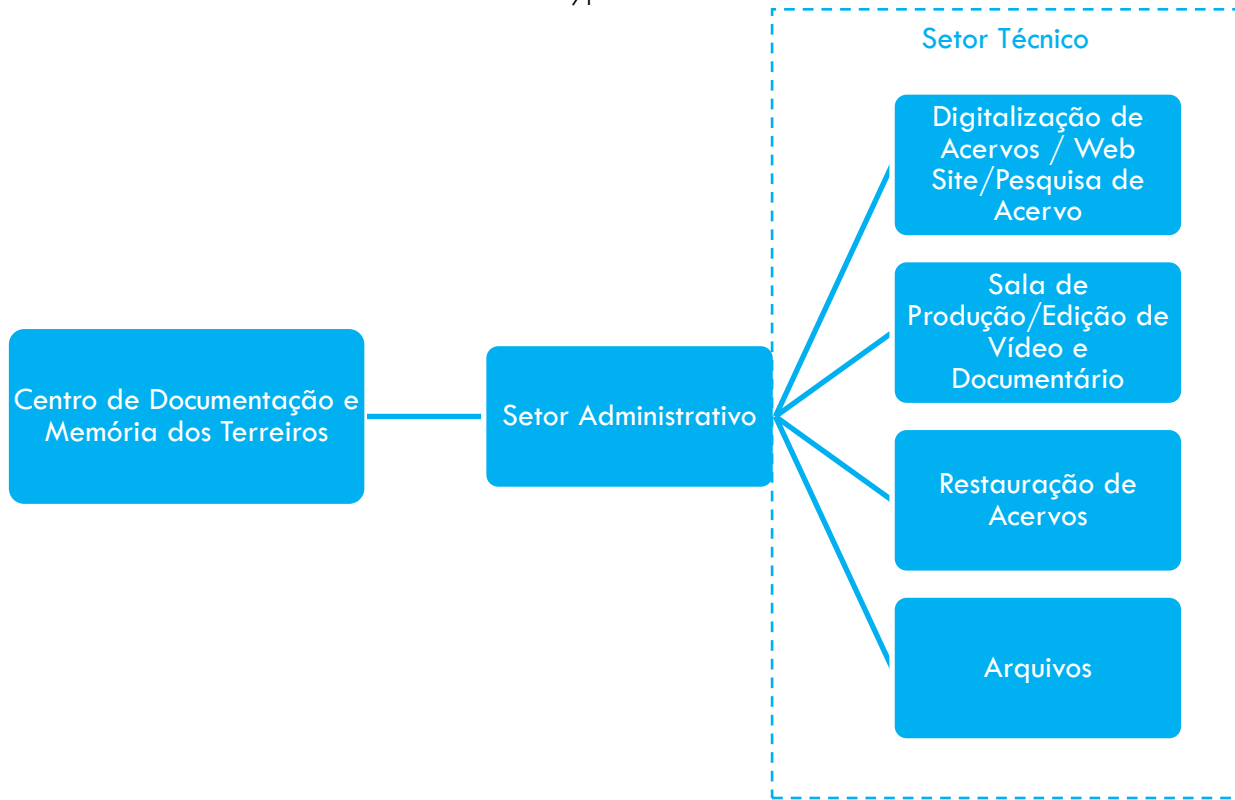 Setor Técnico
Digitalização de
Acervos / Web
Site/Pesquisa de
Acervo
Sala de
Produção/Edição de
Vídeo e
Documentário
Centro de Documentação e
Memória dos Terreiros
Setor Administrativo
Restauração de
Acervos
Arquivos